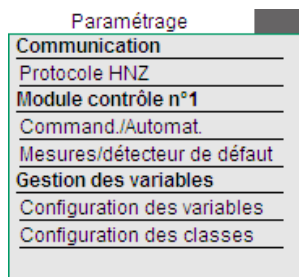 Paramétrage
Communication
Protocole HNZ
Module contrôle n°1
Command./Automat.
Mesures/détecteur de défaut
Gestion des variables
Configuration des variables
Configuration des classes